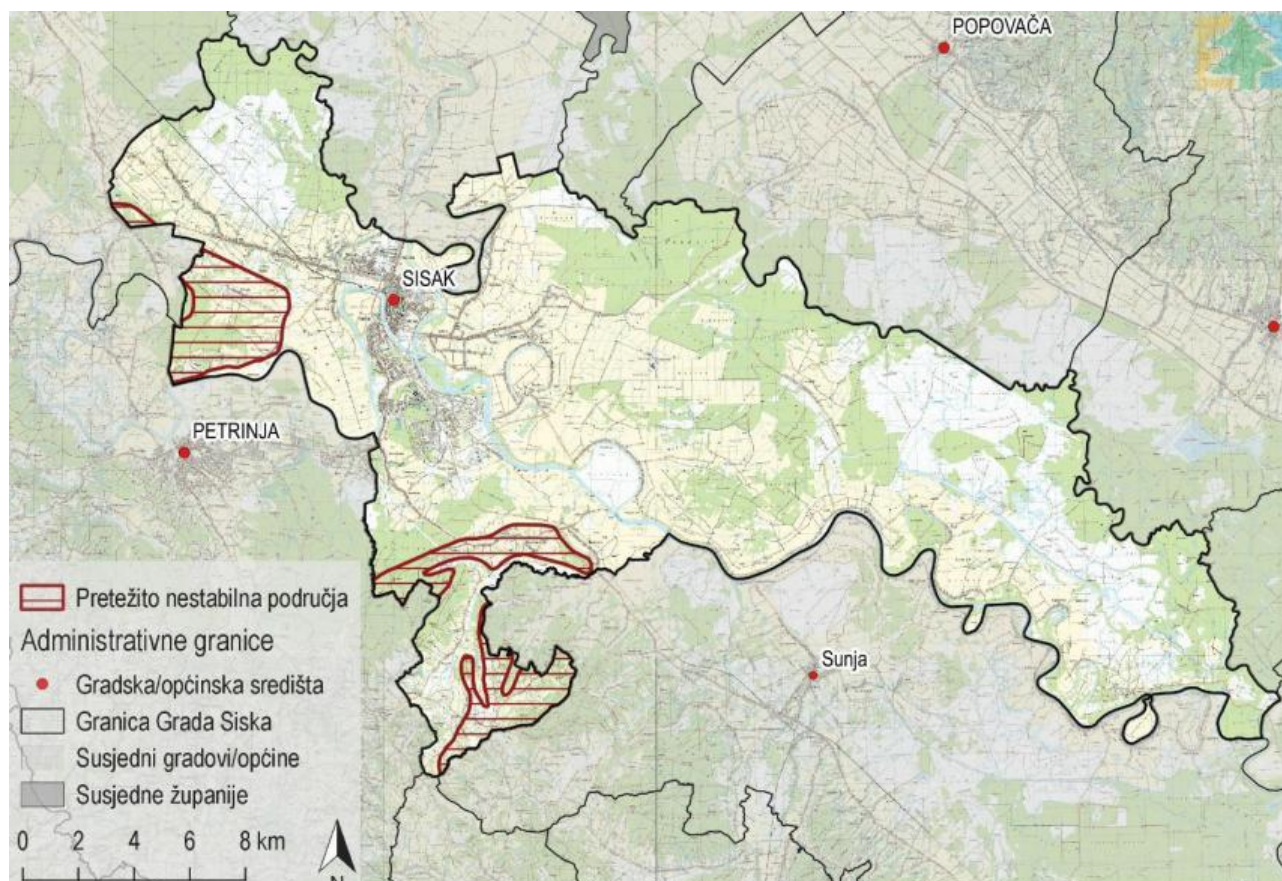 POPOVAČA
SISAK
PETRINJA
Sunja
Pretežito nestabilna područja
Administrativne granice
Gradska/općinska središta
Granica Grada Siska
Susjedni gradovi/općine
Susjedne županije
0 2 4 6 8 km
N